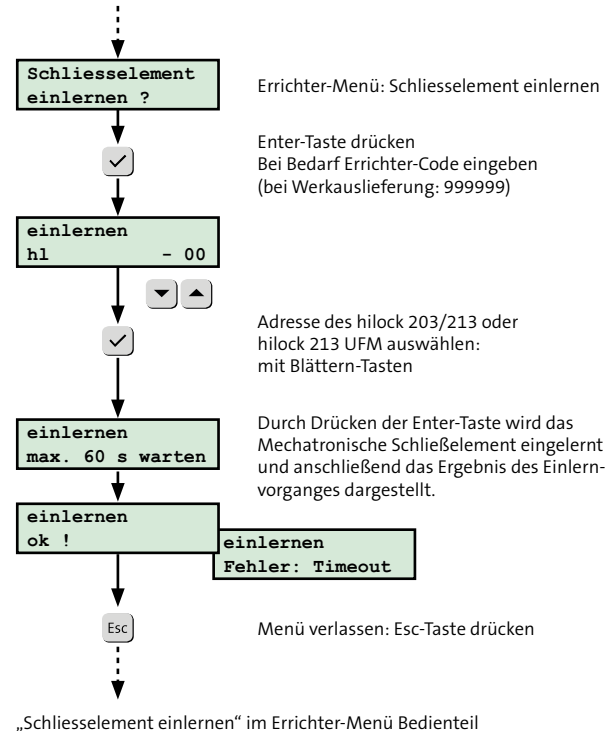 Schliesselement
einlernen ?
Errichter-Menü: Schliesselement einlernen
Enter-Taste drücken
Bei Bedarf Errichter-Code eingeben
(bei Werkauslieferung: 999999)
einlernen
hl - 00
Adresse des hilock 203/213 oder
hilock 213 UFM auswählen:
mit Blättern-Tasten
einlernen
max. 60 s warten
Durch Drücken der Enter-Taste wird das
Mechatronische Schließelement eingelernt
und anschließend das Ergebnis des Einlern-
vorganges dargestellt.
einlernen
ok !
einlernen
Fehler: Timeout
Esc
Menü verlassen: Esc-Taste drücken
„Schliesselement einlernen“ im Errichter-Menü Bedienteil